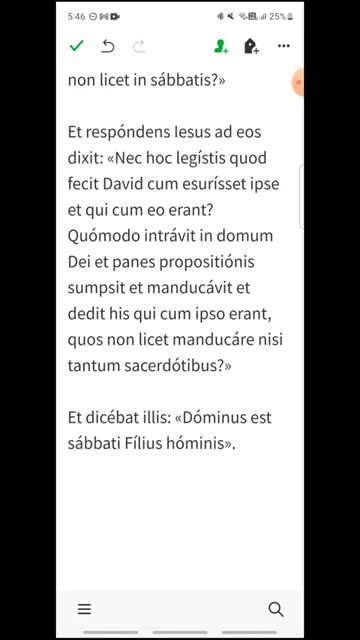 5:46
25%
non licet in sábbatis?»
Et respóndens Iesus ad eos
dixit: «Nec hoc legístis quod
fecit David cum esurísset ipse
et qui cum eo erant?
Quómodo intrávit in domum
Dei et panes propositiónis
sumpsit et manducávit et
dedit his qui cum ipso erant,
quos non licet manducáre nisi
tantum sacerdótibus?»
Et dicébat illis: «Dóminus est
sábbati Fílius hóminis».